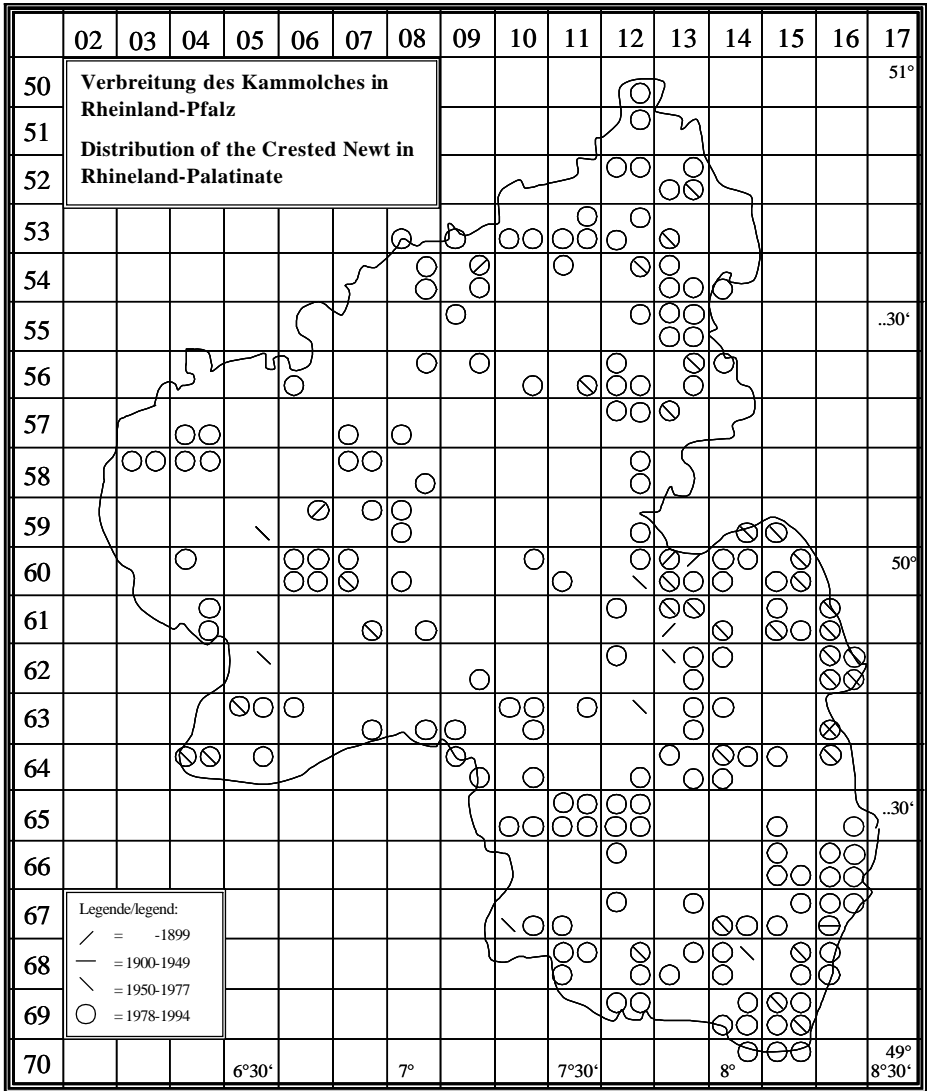 02 03 04 05 06 07 08 09 10 11 12 13 14 15 16 17
50 51°
Verbreitung des Kammolches in
Rheinland-Pfalz
Distribution of the Crested Newt in
Rhineland-Palatinate
51
52
53
54
55 ..30‘
56
57
58
59
60 50°
61
62
63
64
65 ..30‘
66
67
68
69
70
Legende/legend:
/ = -1899
— = 1900-1949
\ = 1950-1977
○ = 1978-1994
6°30‘ 7° 7°30‘ 8° 8°30‘
49°